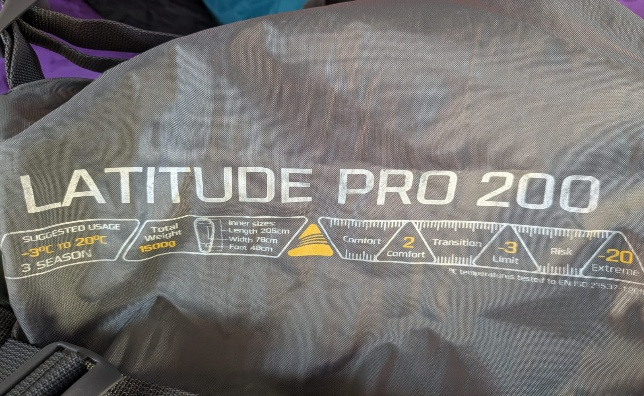 LATITUDE PRO 200
SUGGESTED USAGE
-3°C TO 20°C
3 SEASON
Total
Weight
1500g
Inner sizes:
Length 205cm
Width 78cm
Foot 48cm
Comfort
2
Comfort
Transition
-3
Limit
Risk
-20
Extreme
°C temperatures tested to EN ISO 23537-1:2016